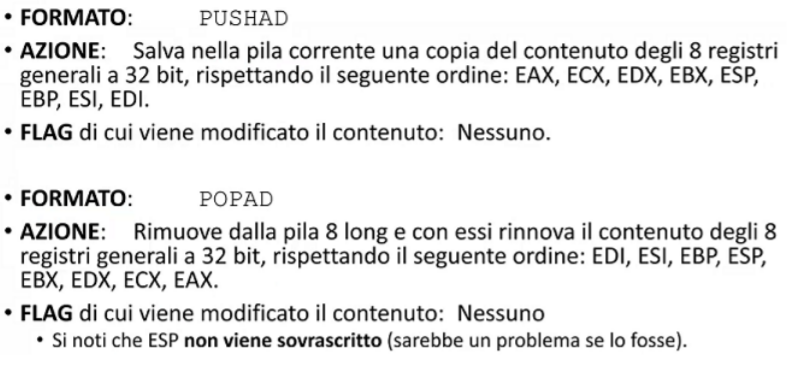 • FORMATO: PUSHAD
• AZIONE: Salva nella pila corrente una copia del contenuto degli 8 registri
generali a 32 bit, rispettando il seguente ordine: EAX, ECX, EDX, EBX, ESP,
EBP, ESI, EDI.
• FLAG di cui viene modificato il contenuto: Nessuno.
• FORMATO: POPAD
• AZIONE: Rimuove dalla pila 8 long e con essi rinnova il contenuto degli 8
registri generali a 32 bit, rispettando il seguente ordine: EDI, ESI, EBP, ESP,
EBX, EDX, ECX, EAX.
• FLAG di cui viene modificato il contenuto: Nessuno
• Si noti che ESP non viene sovrascritto (sarebbe un problema se lo fosse).